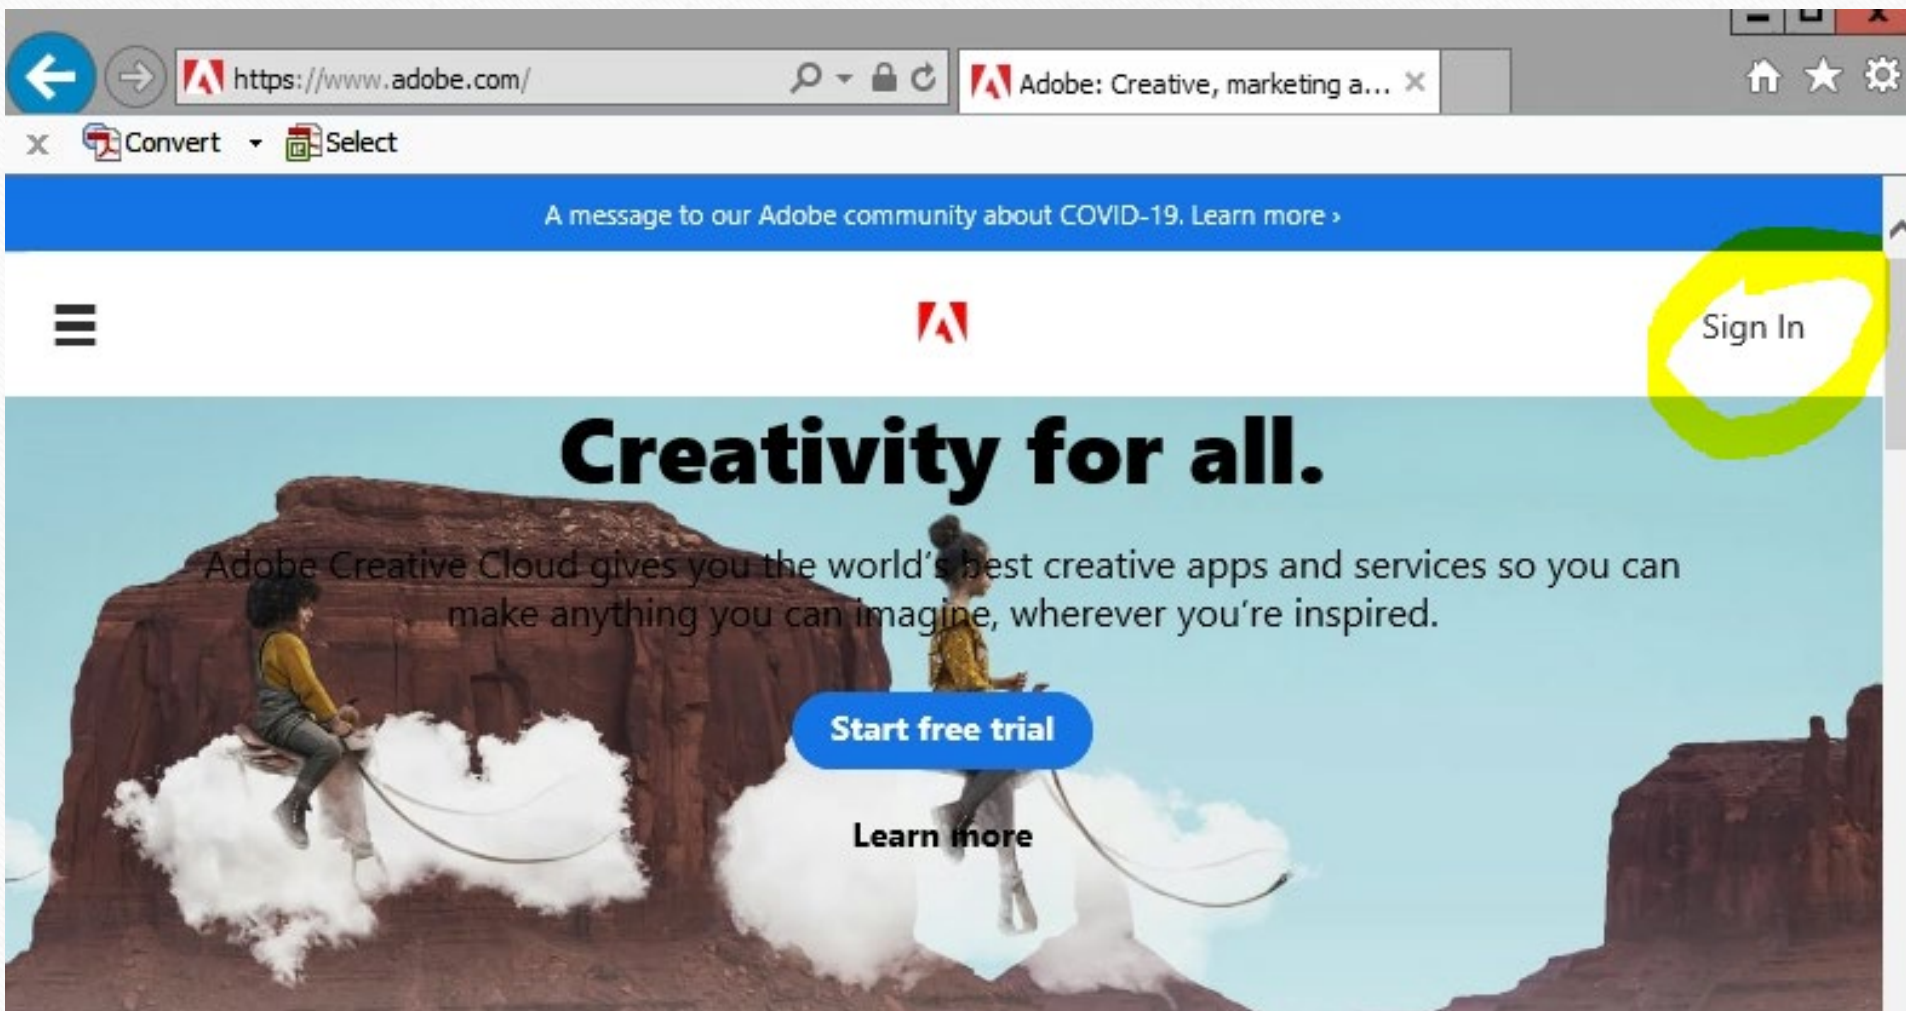 https://www.adobe.com/
Adobe: Creative, marketing a...
Convert
Select
A message to our Adobe community about COVID-19. Learn more ›
Sign In
Creativity for all.
Adobe Creative Cloud gives you the world's best creative apps and services so you can
make anything you can imagine, wherever you're inspired.
Start free trial
Learn more